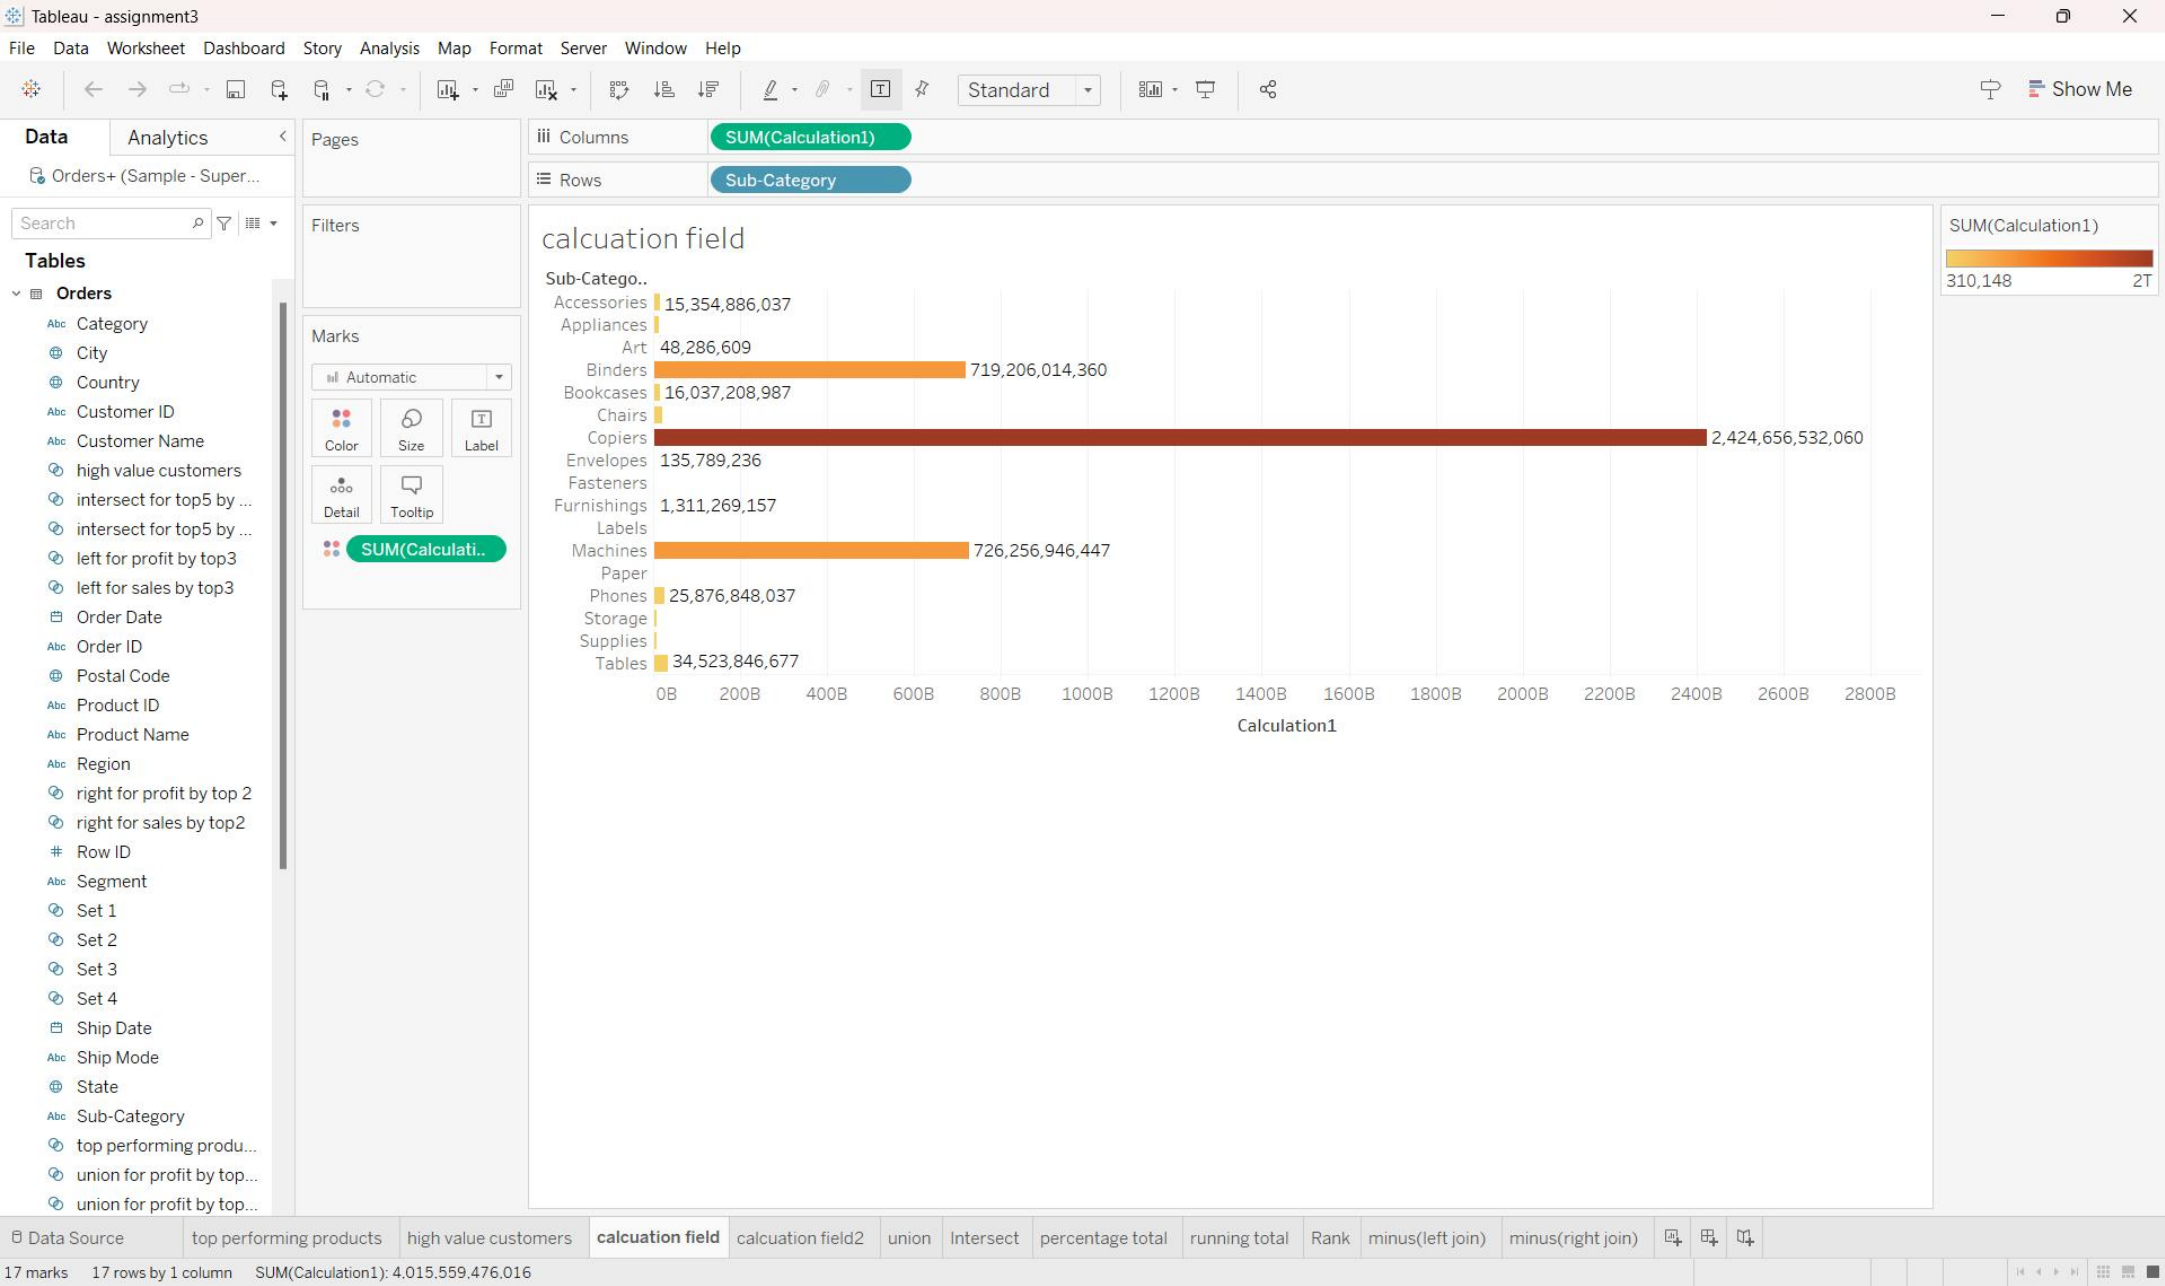 Tableau - assignment3
File Data Worksheet Dashboard Story Analysis Map Format Server Window Help
Standard
Show Me
Data Analytics
Orders+ (Sample - Super...
Search
Tables
Orders
Abc Category
City
Country
Abc Customer ID
Abc Customer Name
high value customers
intersect for top5 by ...
intersect for top5 by ...
left for profit by top3
left for sales by top3
Order Date
Abc Order ID
Postal Code
Abc Product ID
Abc Product Name
Abc Region
right for profit by top 2
right for sales by top2
# Row ID
Abc Segment
Set 1
Set 2
Set 3
Set 4
Ship Date
Abc Ship Mode
State
Abc Sub-Category
top performing produ...
union for profit by top...
union for profit by top...
Pages
Filters
Marks
Automatic
Color Size Label
Detail Tooltip
SUM(Calculati..
Columns SUM(Calculation1)
Rows Sub-Category
calcuation field
Sub-Catego..
Accessories 15,354,886,037
Appliances
Art 48,286,609
Binders 719,206,014,360
Bookcases 16,037,208,987
Chairs
Copiers 2,424,656,532,060
Envelopes 135,789,236
Fasteners
Furnishings 1,311,269,157
Labels
Machines 726,256,946,447
Paper
Phones 25,876,848,037
Storage
Supplies
Tables 34,523,846,677
0B 200B 400B 600B 800B 1000B 1200B 1400B 1600B 1800B 2000B 2200B 2400B 2600B 2800B
Calculation1
SUM(Calculation1)
310,148 2T
Data Source top performing products high value customers calcuation field calcuation field2 union Intersect percentage total running total Rank minus(left join) minus(right join)
17 marks 17 rows by 1 column SUM(Calculation1): 4,015,559,476,016